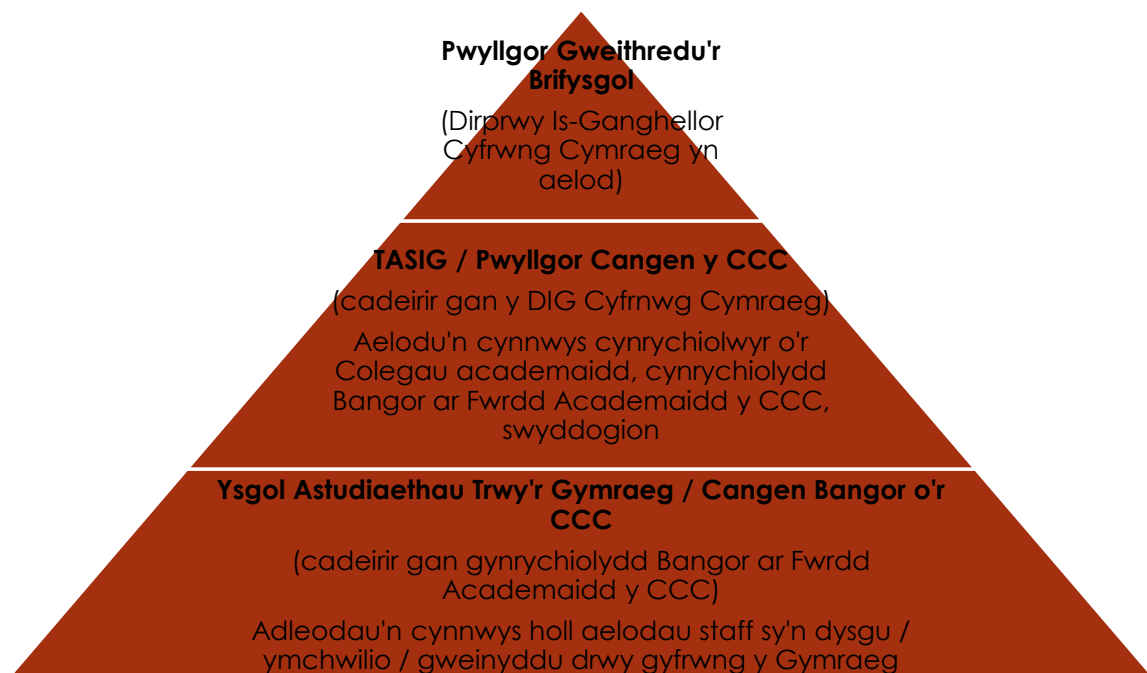 Pwyllgor Gweithredu'r
Brifysgol
(Dirprwy Is-Ganghellor
Cyfrwng Cymraeg yn
aelod)
TASIG / Pwyllgor Cangen y CCC
(cadeirir gan y DIG Cyfrnwg Cymraeg)
Aelodu'n cynnwys cynrychiolwyr o'r
Colegau academaidd, cynrychiolydd
Bangor ar Fwrdd Academaidd y CCC,
swyddogion
Ysgol Astudiaethau Trwy'r Gymraeg / Cangen Bangor o'r
CCC
(cadeirir gan gynrychiolydd Bangor ar Fwrdd
Academaidd y CCC)
Adleodau'n cynnwys holl aelodau staff sy'n dysgu /
ymchwilio / gweinyddu drwy gyfrwng y Gymraeg